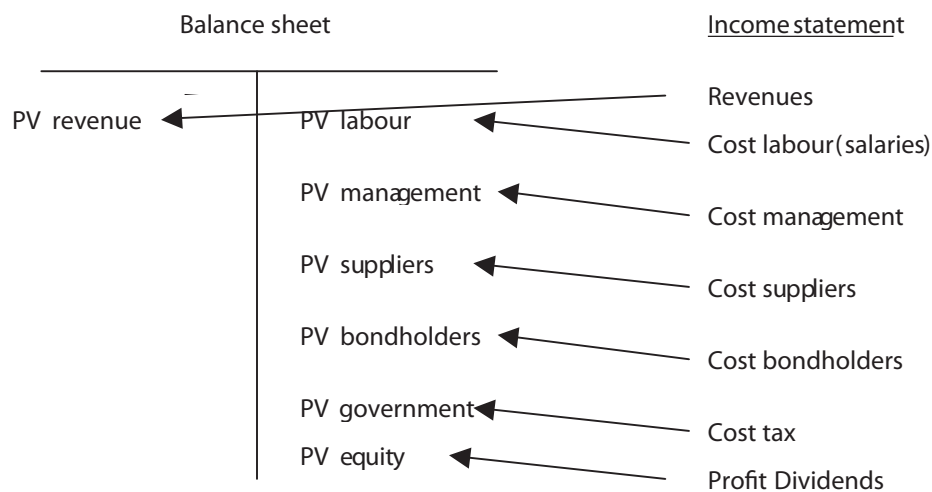 Balance sheet
Income statement
PV revenue
PV labour
PV management
PV suppliers
PV bondholders
PV government
PV equity
Revenues
Cost labour(salaries)
Cost management
Cost suppliers
Cost bondholders
Cost tax
Profit Dividends